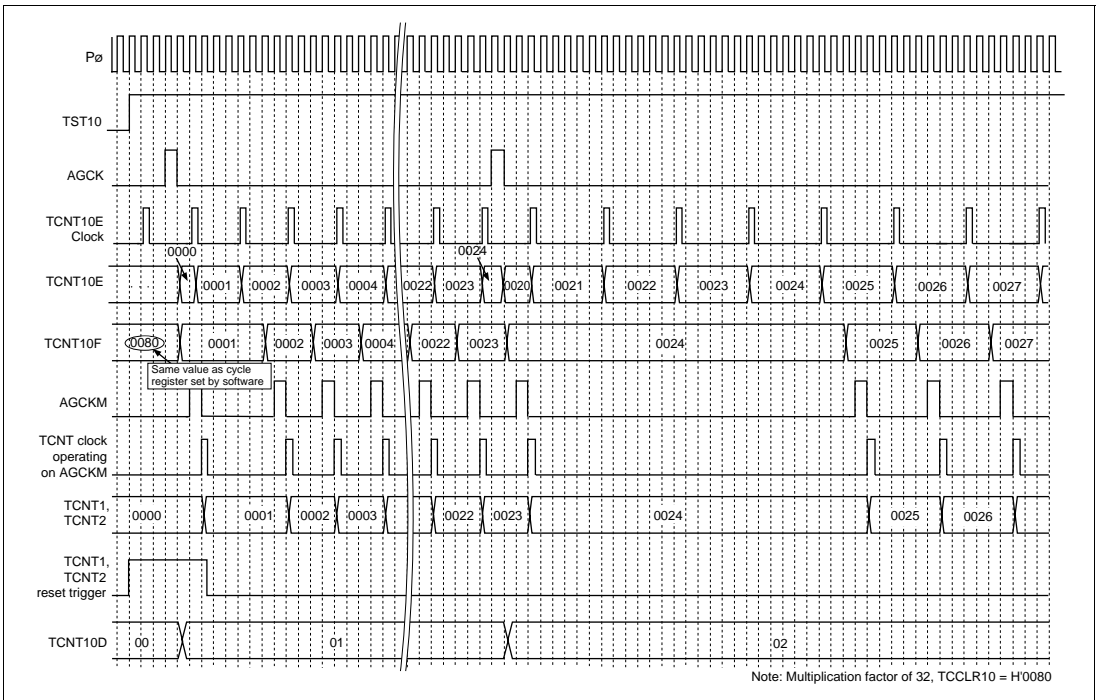 Pø
TST10
AGCK
TCNT10E
Clock
0000
0024
TCNT10E
0001 0002 0003 0004 0022 0023 0020 0021 0022 0023 0024 0025 0026 0027
TCNT10F
0080 0001 0002 0003 0004 0022 0023 0024 0025 0026 0027
Same value as cycle
register set by software
AGCKM
TCNT clock
operating
on AGCKM
TCNT1,
TCNT2
0000 0001 0002 0003 0022 0023 0024 0025 0026
TCNT1,
TCNT2
reset trigger
TCNT10D
00 01 02
Note: Multiplication factor of 32, TCCLR10 = H'0080